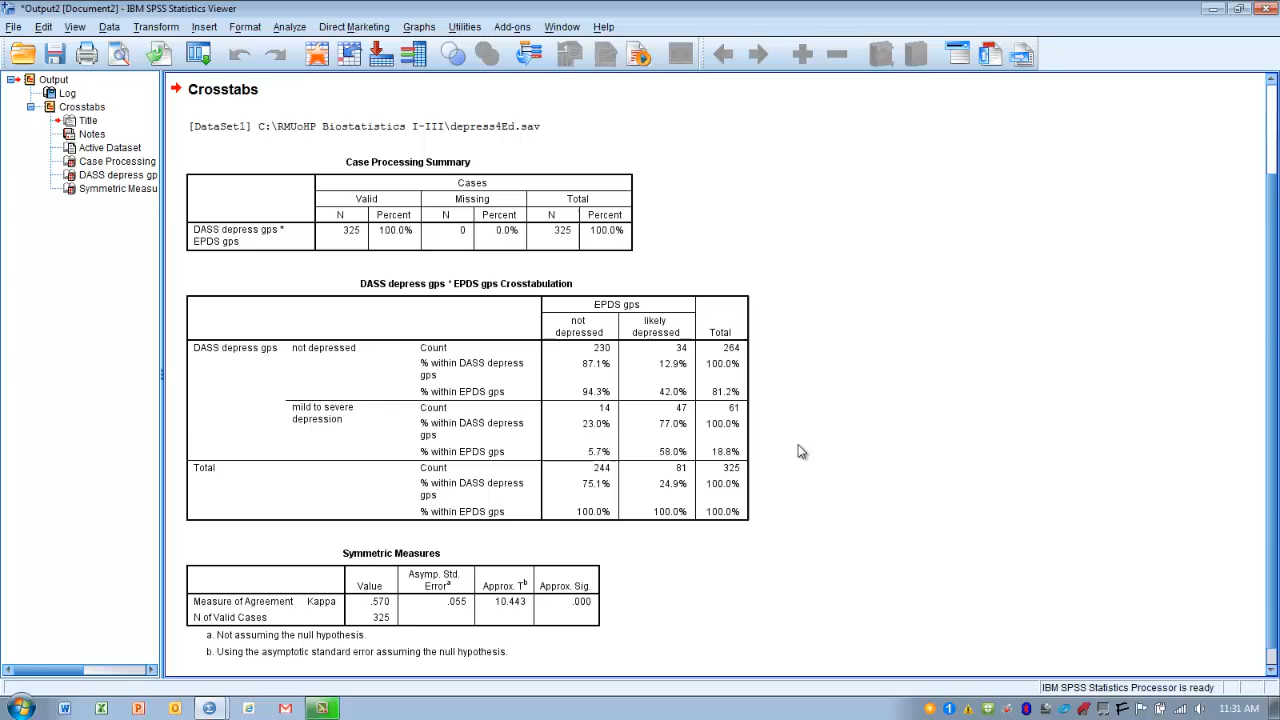 *Output2 [Document2] - IBM SPSS Statistics Viewer
File Edit View Data Transform Insert Format Analyze Direct Marketing Graphs Utilities Add-ons Window Help
Output
Log
Crosstabs
Title
Notes
Active Dataset
Case Processing
DASS depress gp
Symmetric Measu
Crosstabs
[DataSet1] C:\RMUoHP Biostatistics I-III\depress4Ed.sav
Case Processing Summary
Cases
Valid Missing Total
N Percent N Percent N Percent
DASS depress gps * 325 100.0% 0 0.0% 325 100.0%
EPDS gps
DASS depress gps * EPDS gps Crosstabulation
EPDS gps
not likely
depressed depressed Total
DASS depress gps not depressed Count 230 34 264
% within DASS depress 87.1% 12.9% 100.0%
gps
% within EPDS gps 94.3% 42.0% 81.2%
mild to severe Count 14 47 61
depression % within DASS depress 23.0% 77.0% 100.0%
gps
% within EPDS gps 5.7% 58.0% 18.8%
Total Count 244 81 325
% within DASS depress 75.1% 24.9% 100.0%
gps
% within EPDS gps 100.0% 100.0% 100.0%
Symmetric Measures
Asymp. Std.
Value Error^a Approx. T^b Approx. Sig.
Measure of Agreement Kappa .570 .055 10.443 .000
N of Valid Cases 325
a. Not assuming the null hypothesis.
b. Using the asymptotic standard error assuming the null hypothesis.
IBM SPSS Statistics Processor is ready
11:31 AM